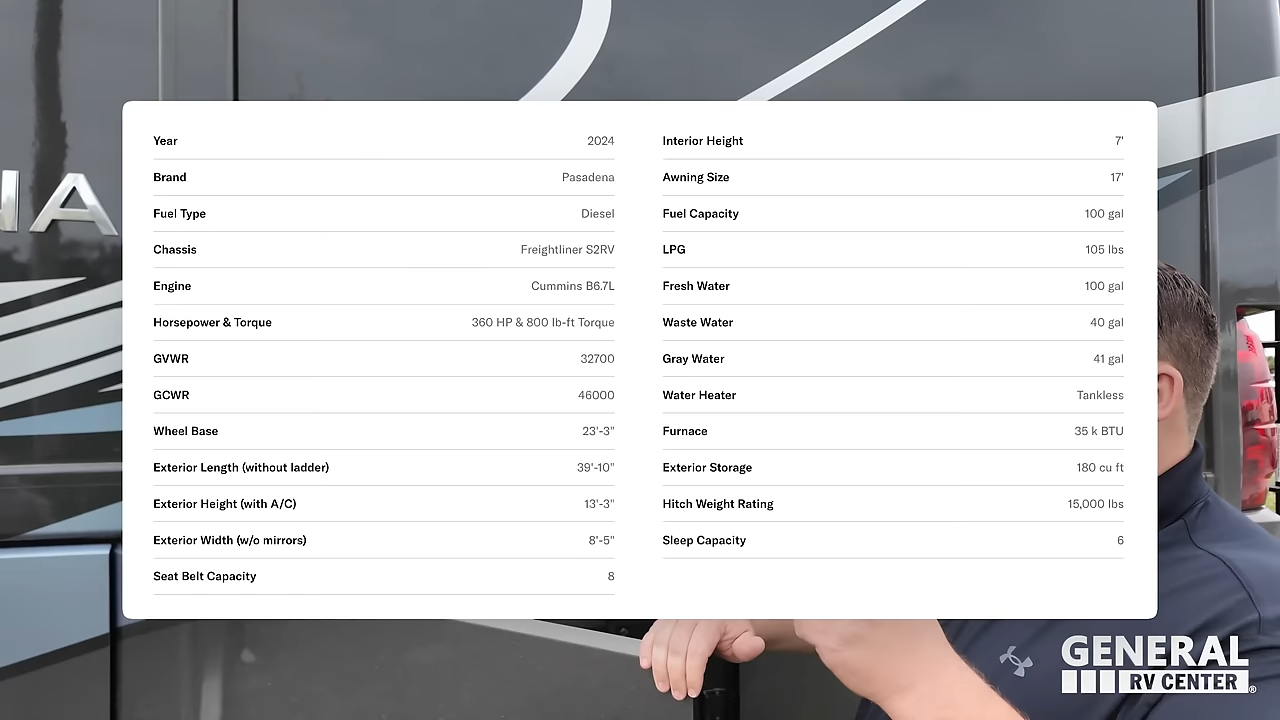 Year 2024
Brand Pasadena
Fuel Type Diesel
Chassis Freightliner S2RV
Engine Cummins B6.7L
Horsepower & Torque 360 HP & 800 lb-ft Torque
GVWR 32700
GCWR 46000
Wheel Base 23'-3"
Exterior Length (without ladder) 39'-10"
Exterior Height (with A/C) 13'-3"
Exterior Width (w/o mirrors) 8'-5"
Seat Belt Capacity 8
Interior Height 7'
Awning Size 17'
Fuel Capacity 100 gal
LPG 105 lbs
Fresh Water 100 gal
Waste Water 40 gal
Gray Water 41 gal
Water Heater Tankless
Furnace 35 k BTU
Exterior Storage 180 cu ft
Hitch Weight Rating 15,000 lbs
Sleep Capacity 6
NA
GENERAL
RV CENTER®